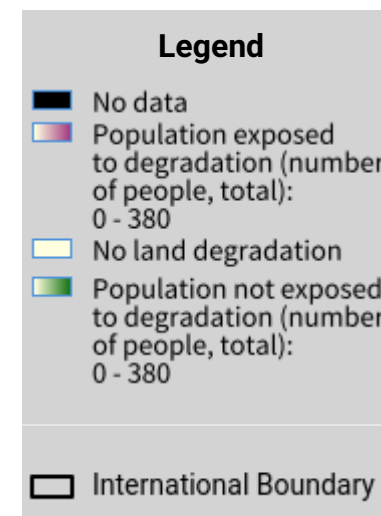 Legend
No data
Population exposed
to degradation (number
of people, total):
0 - 380
No land degradation
Population not exposed
to degradation (number
of people, total):
0 - 380
International Boundary